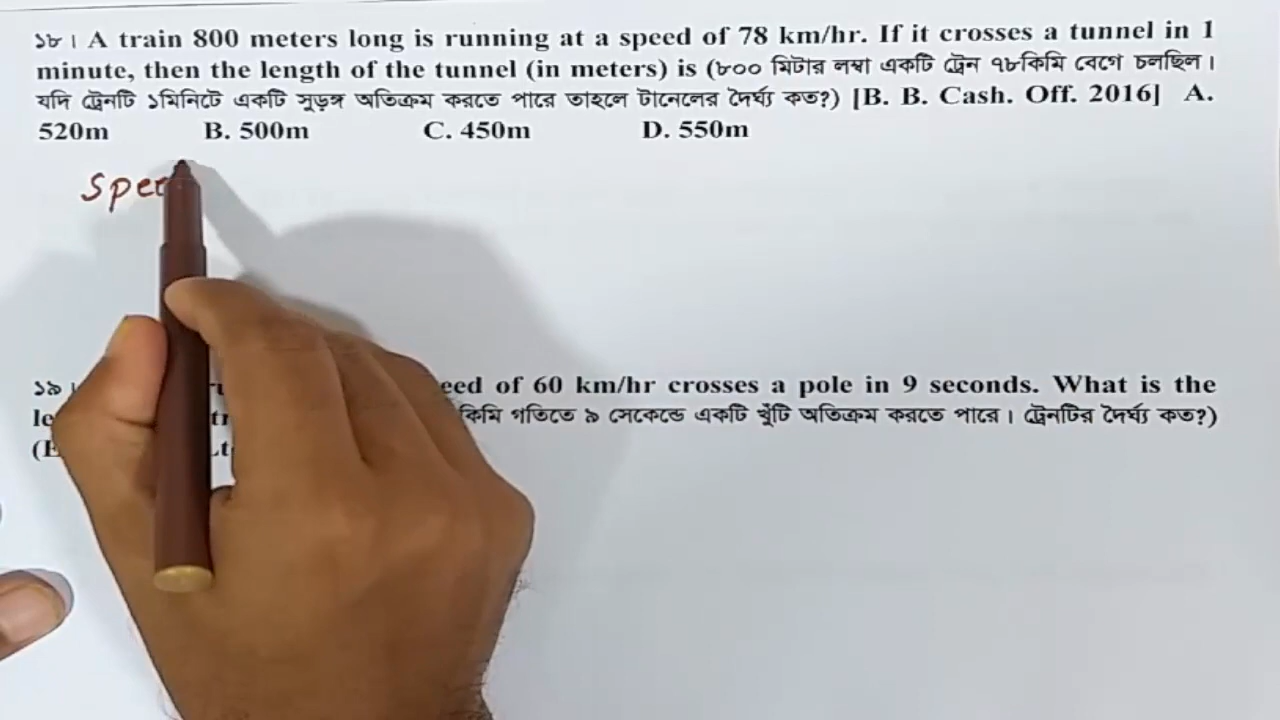 ১৮। A train 800 meters long is running at a speed of 78 km/hr. If it crosses a tunnel in 1
minute, then the length of the tunnel (in meters) is (৮০০ মিটার লম্বা একটি ট্রেন ৭৮কিমি বেগে চলছিল।
যদি ট্রেনটি ১মিনিটে একটি সুড়ঙ্গ অতিক্রম করতে পারে তাহলে টানেলের দৈর্ঘ্য কত?) [B. B. Cash. Off. 2016] A.
520m B. 500m C. 450m D. 550m
১৯। of 60 km/hr crosses a pole in 9 seconds. What is the
কিমি গতিতে ৯ সেকেন্ডে একটি খুঁটি অতিক্রম করতে পারে। ট্রেনটির দৈর্ঘ্য কত?)